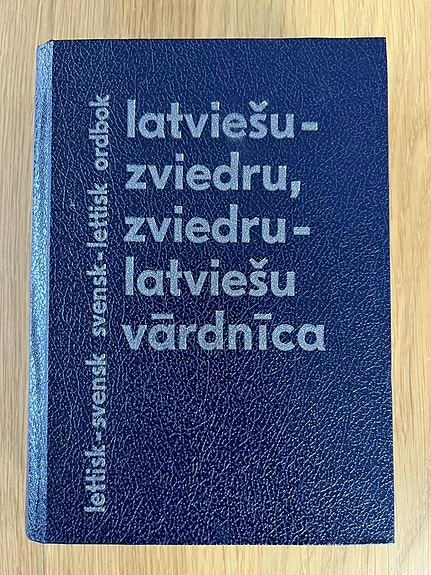 latviešu-
zviedru,
zviedru-
latviešu
vārdnīca
lettisk-svensk svensk-lettisk ordbok